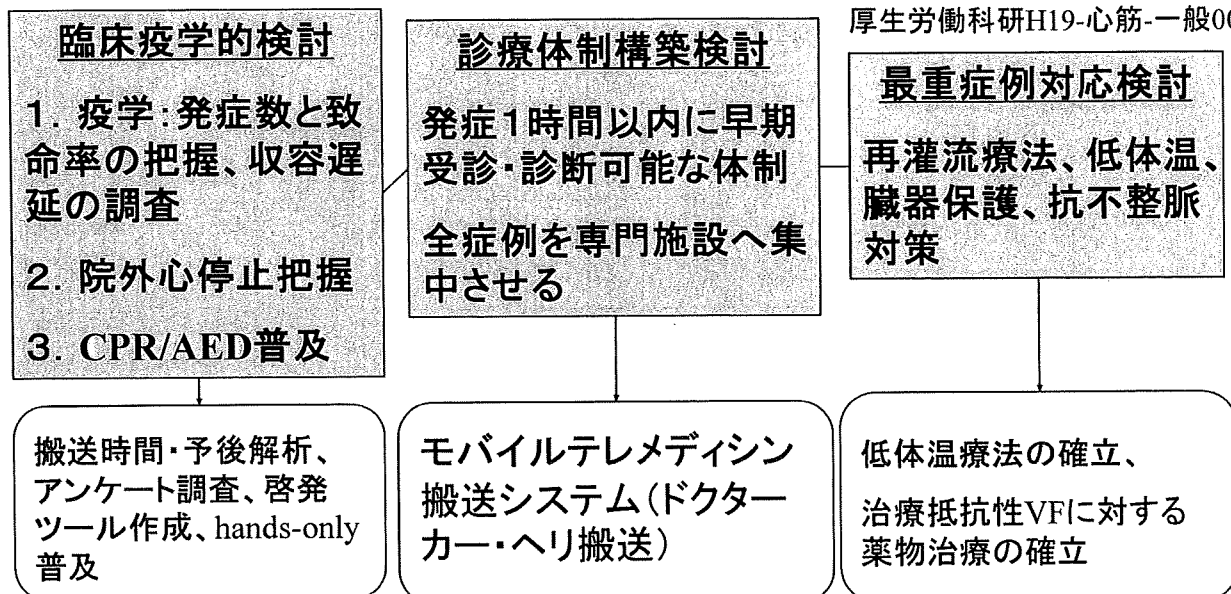 厚生労働科研H19-心筋-一般00
臨床疫学的検討
1. 疫学:発症数と致
命率の把握、収容遅
延の調査
2. 院外心停止把握
3. CPR/AED普及
診療体制構築検討
発症1時間以内に早期
受診・診断可能な体制
全症例を専門施設へ集
中させる
最重症例対応検討
再灌流療法、低体温、
臓器保護、抗不整脈
対策
搬送時間・予後解析、
アンケート調査、啓発
ツール作成、hands-only
普及
モバイルテレメディシン
搬送システム(ドクター
カー・ヘリ搬送)
低体温療法の確立、
治療抵抗性VFに対する
薬物治療の確立